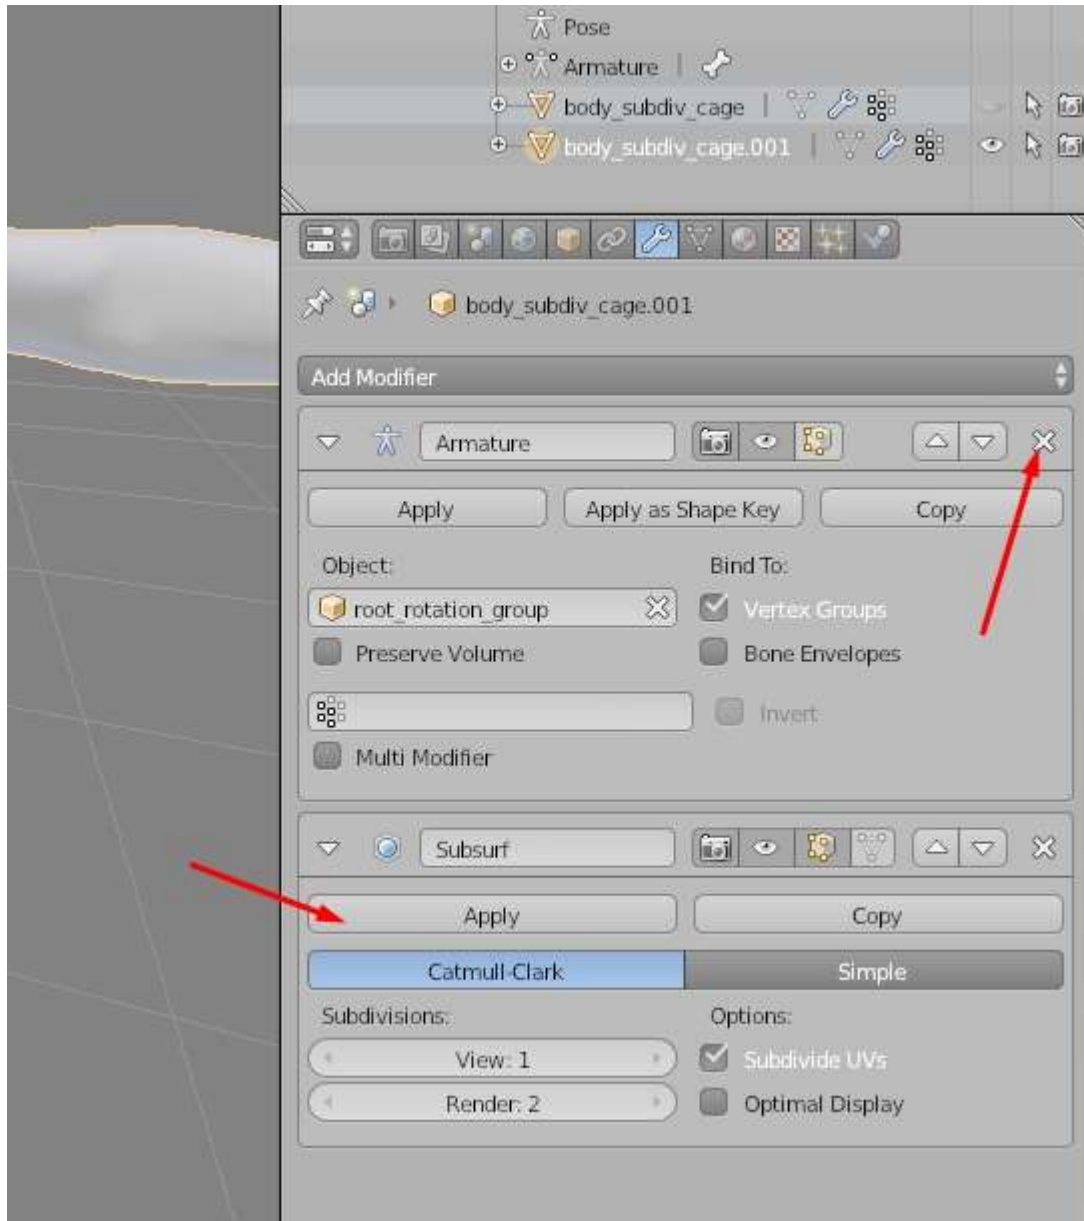 Pose
Armature
body_subdiv_cage
body_subdiv_cage.001
body_subdiv_cage.001
Add Modifier
Armature
Apply Apply as Shape Key Copy
Object: Bind To:
root_rotation_group Vertex Groups
Preserve Volume Bone Envelopes
Invert
Multi Modifier
Subsurf
Apply Copy
Catmull-Clark Simple
Subdivisions: Options:
View: 1 Subdivide UVs
Render: 2 Optimal Display